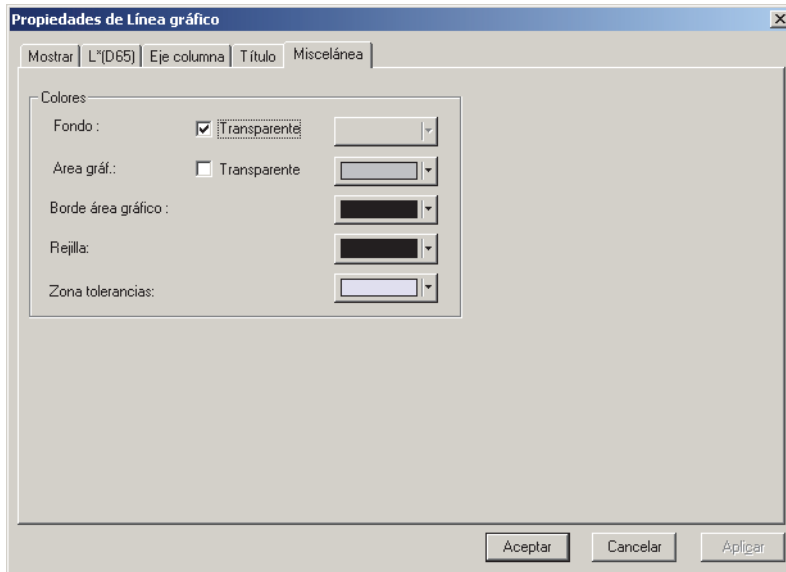 Propiedades de Línea gráfico
Mostrar L*(D65) Eje columna Título Miscelánea
Colores
Fondo : Transparente
Area gráf.: Transparente
Borde área gráfico :
Rejilla:
Zona tolerancias:
Aceptar Cancelar Aplicar